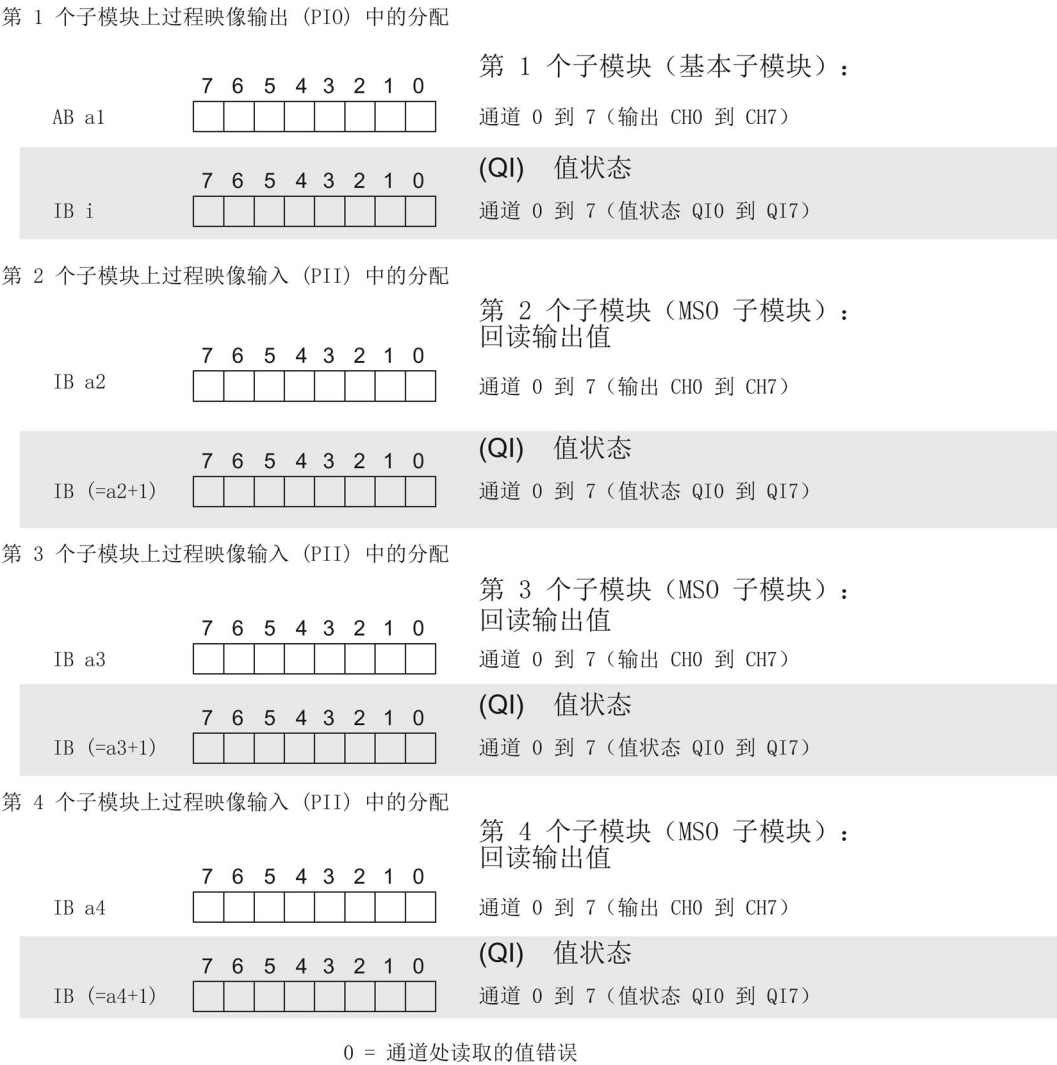 第 1 个子模块上过程映像输出 (PIO) 中的分配
第 1 个子模块（基本子模块）：
7 6 5 4 3 2 1 0
AB a1
通道 0 到 7（输出 CH0 到 CH7）
(QI) 值状态
7 6 5 4 3 2 1 0
IB i
通道 0 到 7（值状态 QI0 到 QI7）
第 2 个子模块上过程映像输入 (PII) 中的分配
第 2 个子模块（MSO 子模块）：
回读输出值
7 6 5 4 3 2 1 0
IB a2
通道 0 到 7（输出 CH0 到 CH7）
(QI) 值状态
7 6 5 4 3 2 1 0
IB (=a2+1)
通道 0 到 7（值状态 QI0 到 QI7）
第 3 个子模块上过程映像输入 (PII) 中的分配
第 3 个子模块（MSO 子模块）：
回读输出值
7 6 5 4 3 2 1 0
IB a3
通道 0 到 7（输出 CH0 到 CH7）
(QI) 值状态
7 6 5 4 3 2 1 0
IB (=a3+1)
通道 0 到 7（值状态 QI0 到 QI7）
第 4 个子模块上过程映像输入 (PII) 中的分配
第 4 个子模块（MSO 子模块）：
回读输出值
7 6 5 4 3 2 1 0
IB a4
通道 0 到 7（输出 CH0 到 CH7）
(QI) 值状态
7 6 5 4 3 2 1 0
IB (=a4+1)
通道 0 到 7（值状态 QI0 到 QI7）
0 = 通道处读取的值错误